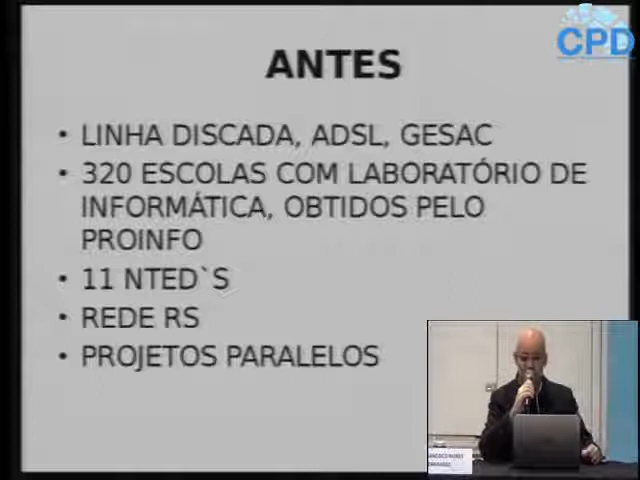 CPD
ANTES
• LINHA DISCADA, ADSL, GESAC
• 320 ESCOLAS COM LABORATÓRIO DE
INFORMÁTICA, OBTIDOS PELO
PROINFO
• 11 NTED`S
• REDE RS
• PROJETOS PARALELOS